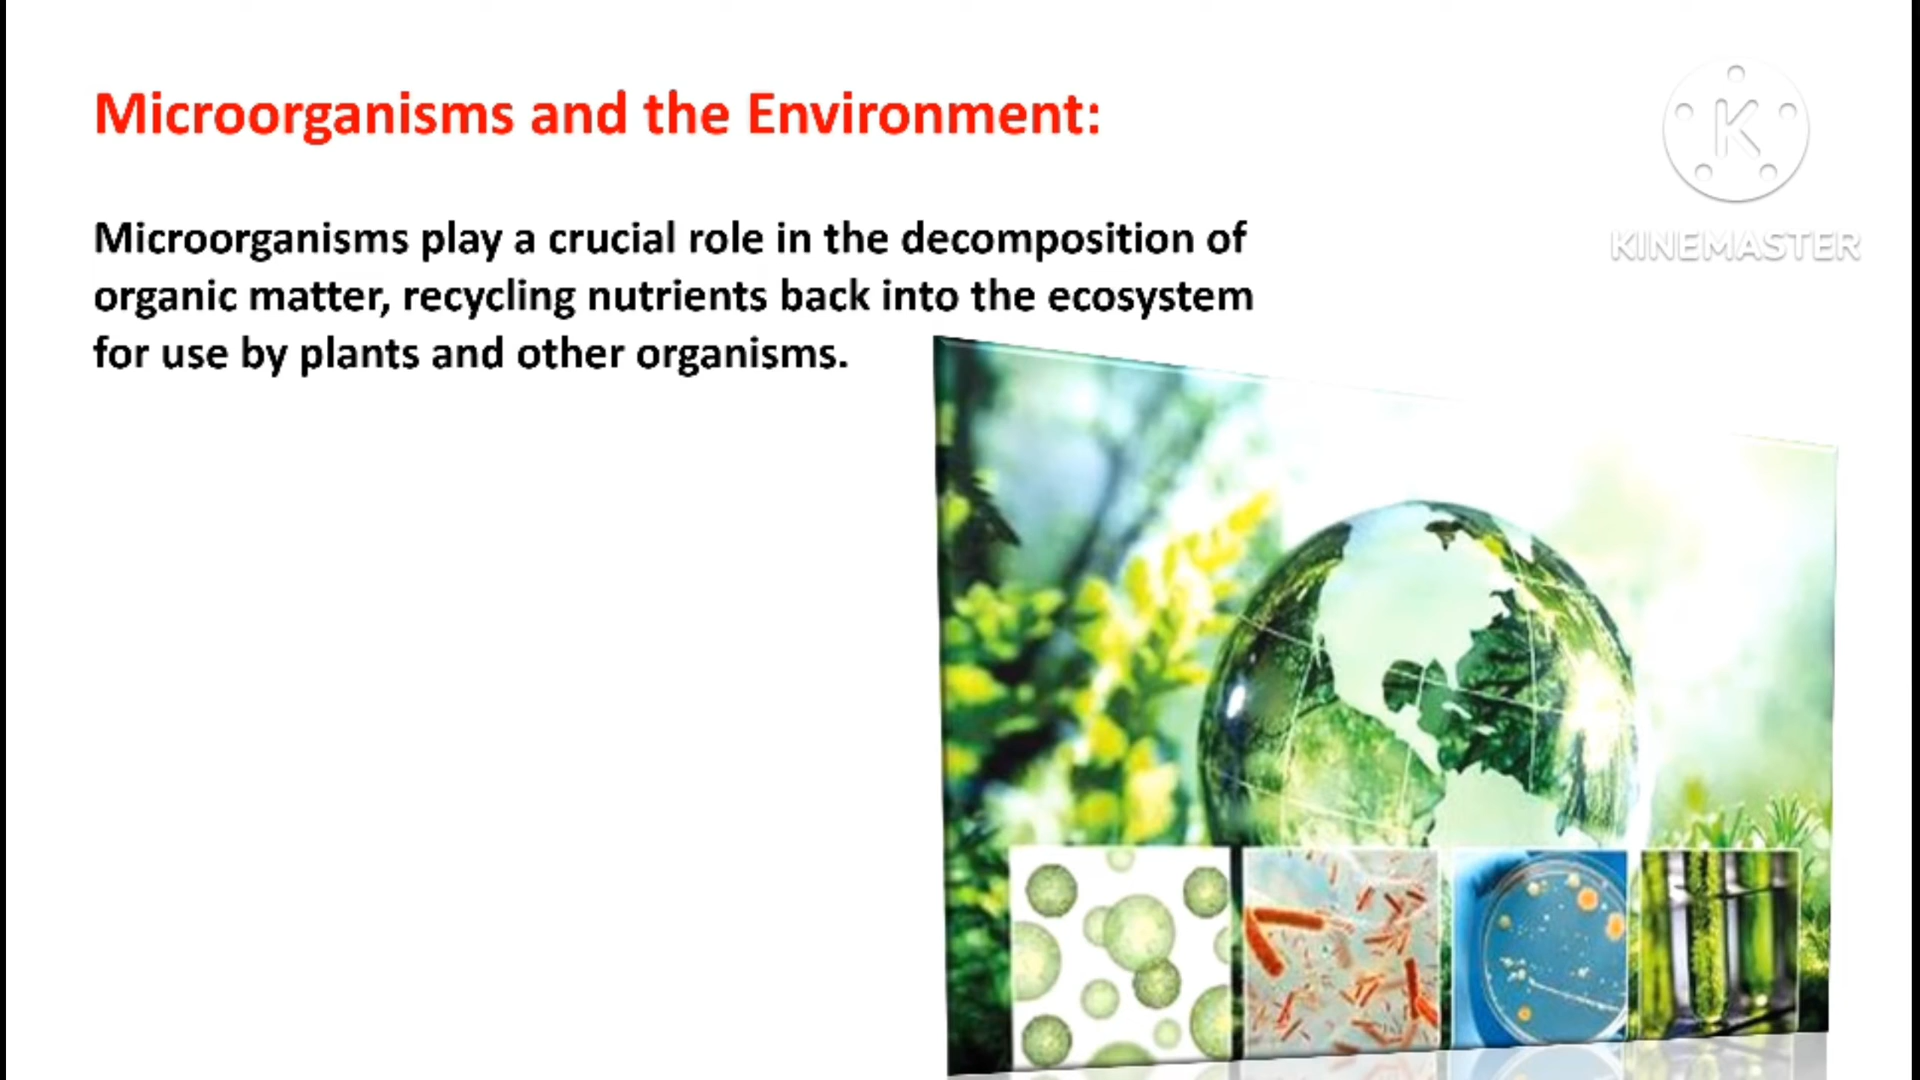 Microorganisms and the Environment:
Microorganisms play a crucial role in the decomposition of
organic matter, recycling nutrients back into the ecosystem
for use by plants and other organisms.
K
KINEMASTER